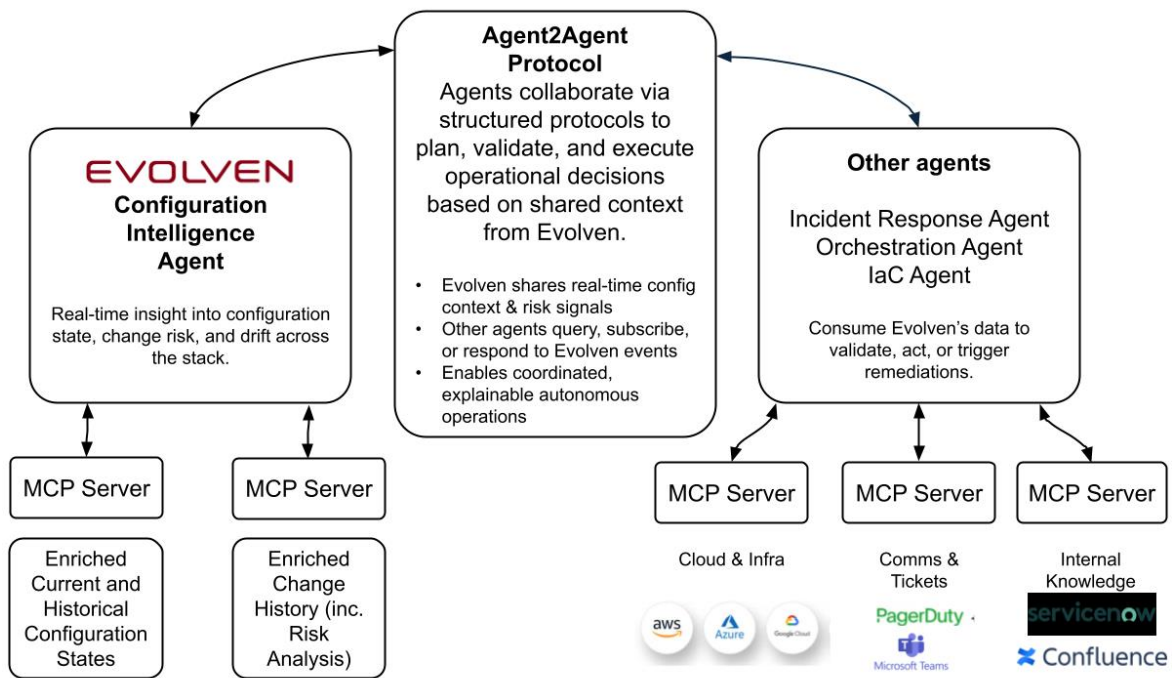 Agent2Agent
Protocol
Agents collaborate via
structured protocols to
plan, validate, and execute
operational decisions
based on shared context
from Evolven.
• Evolven shares real-time config
context & risk signals
• Other agents query, subscribe,
or respond to Evolven events
• Enables coordinated,
explainable autonomous
operations
EVOLVEN
Configuration
Intelligence
Agent
Real-time insight into configuration
state, change risk, and drift across
the stack.
Other agents
Incident Response Agent
Orchestration Agent
IaC Agent
Consume Evolven's data to
validate, act, or trigger
remediations.
MCP Server
MCP Server
MCP Server
MCP Server
MCP Server
Enriched
Current and
Historical
Configuration
States
Enriched
Change
History (inc.
Risk
Analysis)
Cloud & Infra
aws
Azure
Google Cloud
Comms &
Tickets
PagerDuty
Microsoft Teams
Internal
Knowledge
servicenow
Confluence